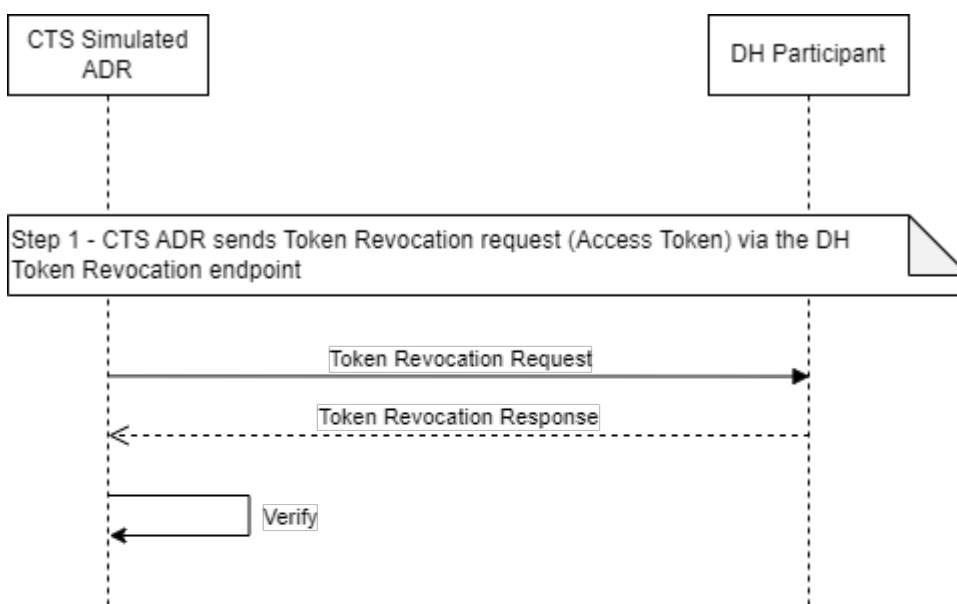 CTS Simulated
ADR
DH Participant
Step 1 - CTS ADR sends Token Revocation request (Access Token) via the DH
Token Revocation endpoint
Token Revocation Request
Token Revocation Response
Verify